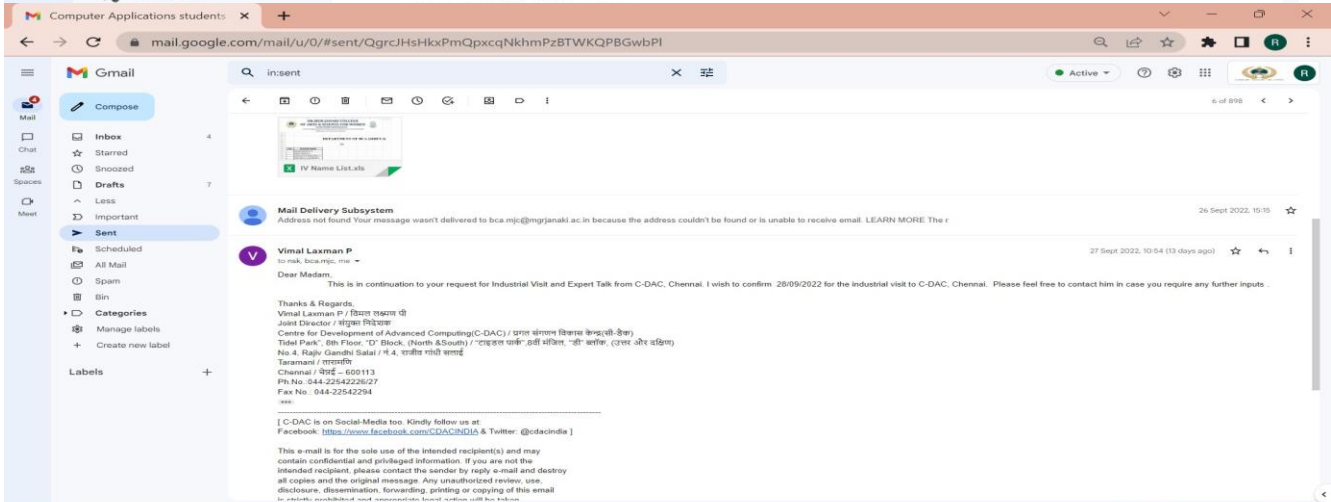 Computer Applications students
mail.google.com/mail/u/0/#sent/QgrcJHsHkxPmQpxcqNkhmPzBTWKQPBGwbPl
R
Gmail
in:sent
Active
R
4
Mail
Compose
6 of 898
Chat
Inbox 4
Starred
Spaces
Snoozed
Drafts 7
IV Name List.xls
Meet
Less
Important
Mail Delivery Subsystem
26 Sept 2022, 15:15
Address not found Your message wasn't delivered to bca.mjc@mgrjanaki.ac.in because the address couldn't be found or is unable to receive email. LEARN MORE The r
Sent
Scheduled
All Mail
Spam
Bin
Categories
Manage labels
Create new label
Labels
V
Vimal Laxman P
27 Sept 2022, 10:54 (13 days ago)
to nsk, bca.mjc, me
Dear Madam,
This is in continuation to your request for Industrial Visit and Expert Talk from C-DAC, Chennai. I wish to confirm 28/09/2022 for the industrial visit to C-DAC, Chennai. Please feel free to contact him in case you require any further inputs .
Thanks & Regards,
Vimal Laxman P / विमल लक्ष्मण पी
Joint Director / संयुक्त निदेशक
Centre for Development of Advanced Computing(C-DAC) / प्रगत संगणन विकास केन्द्र(सी-डैक)
Tidel Park", 8th Floor, "D" Block, (North &South) / "टाइडल पार्क",8वीं मंजिल, "डी" ब्लॉक, (उत्तर और दक्षिण)
No.4, Rajiv Gandhi Salai / नं.4, राजीव गांधी सलाई
Taramani / तारामणि
Chennai / चेन्नई – 600113
Ph.No.:044-22542226/27
Fax No.: 044-22542294
[ C-DAC is on Social-Media too. Kindly follow us at:
Facebook: https://www.facebook.com/CDACINDIA & Twitter: @cdacindia ]
This e-mail is for the sole use of the intended recipient(s) and may
contain confidential and privileged information. If you are not the
intended recipient, please contact the sender by reply e-mail and destroy
all copies and the original message. Any unauthorized review, use,
disclosure, dissemination, forwarding, printing or copying of this email
is strictly prohibited and appropriate legal action will be taken.